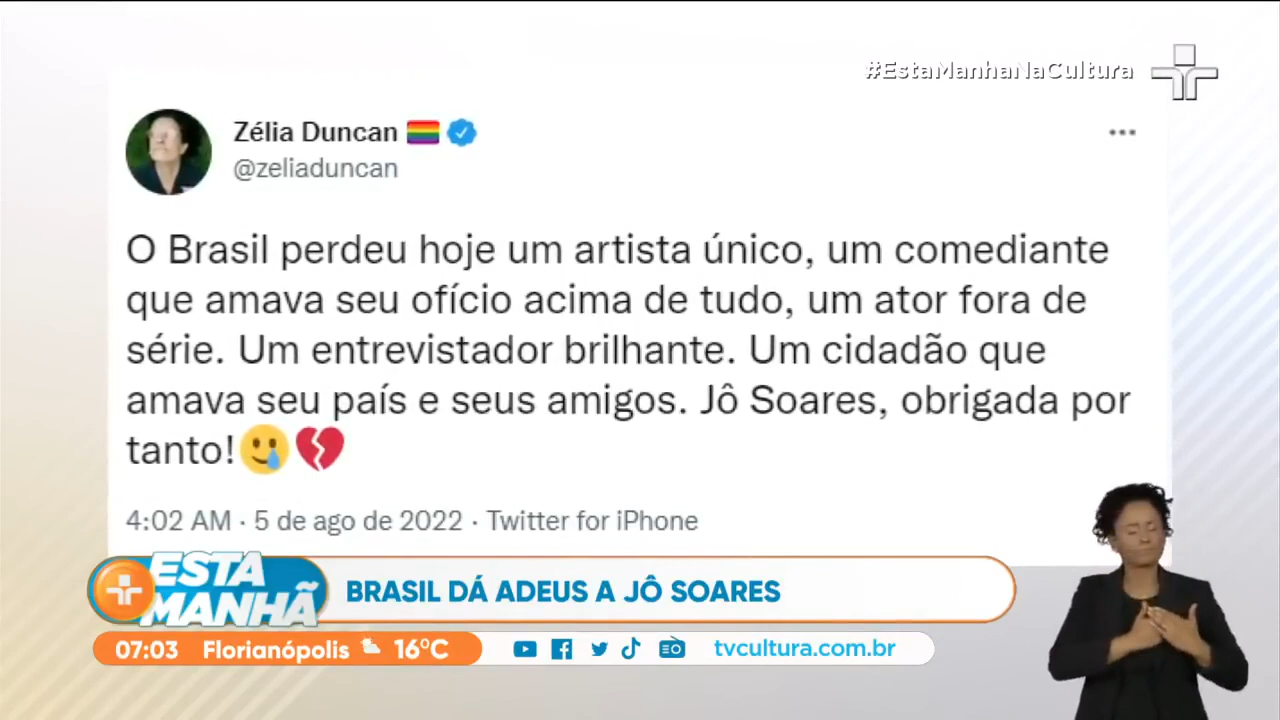 #EstaManhaNaCultura
Zélia Duncan 🏳️‍🌈
@zeliaduncan
O Brasil perdeu hoje um artista único, um comediante
que amava seu ofício acima de tudo, um ator fora de
série. Um entrevistador brilhante. Um cidadão que
amava seu país e seus amigos. Jô Soares, obrigada por
tanto!🥲💔
4:02 AM · 5 de ago de 2022 · Twitter for iPhone
ESTA
MANHÃ
BRASIL DÁ ADEUS A JÔ SOARES
07:03 Florianópolis 16ºC tvcultura.com.br